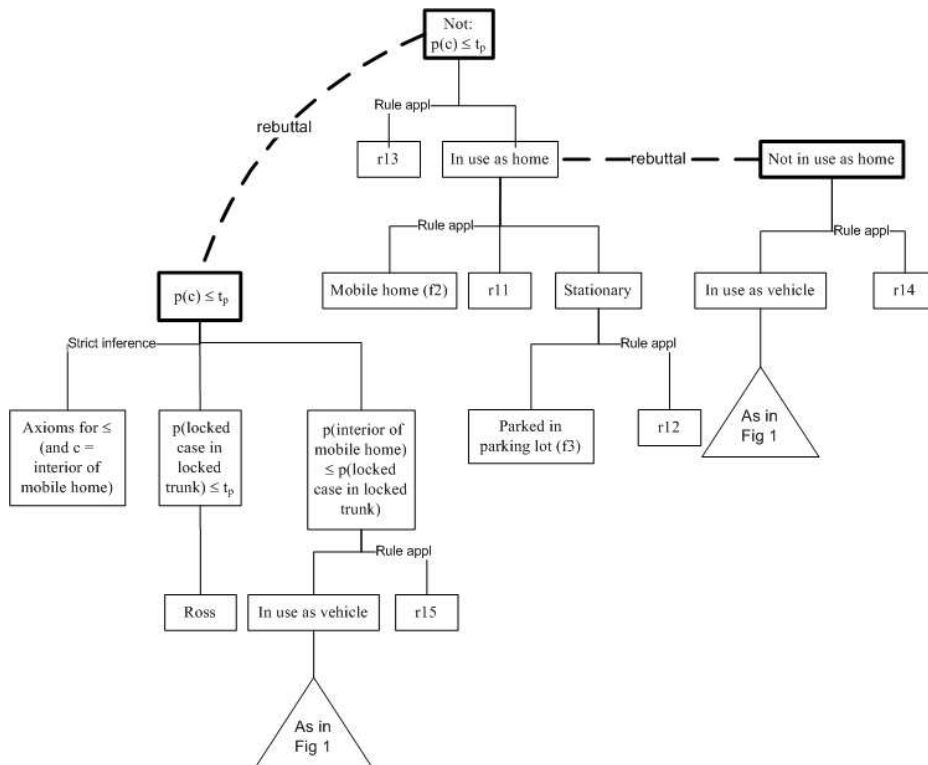 Not:
p(c) ≤ tp
Rule appl
rebuttal
r13
In use as home
rebuttal
Not in use as home
Rule appl
Rule appl
p(c) ≤ tp
Mobile home (f2)
r11
Stationary
In use as vehicle
r14
Strict inference
Rule appl
Axioms for ≤
(and c =
interior of
mobile home)
p(locked
case in
locked
trunk) ≤ tp
p(interior of
mobile home)
≤ p(locked
case in locked
trunk)
Parked in
parking lot (f3)
r12
As in
Fig 1
Rule appl
Ross
In use as vehicle
r15
As in
Fig 1